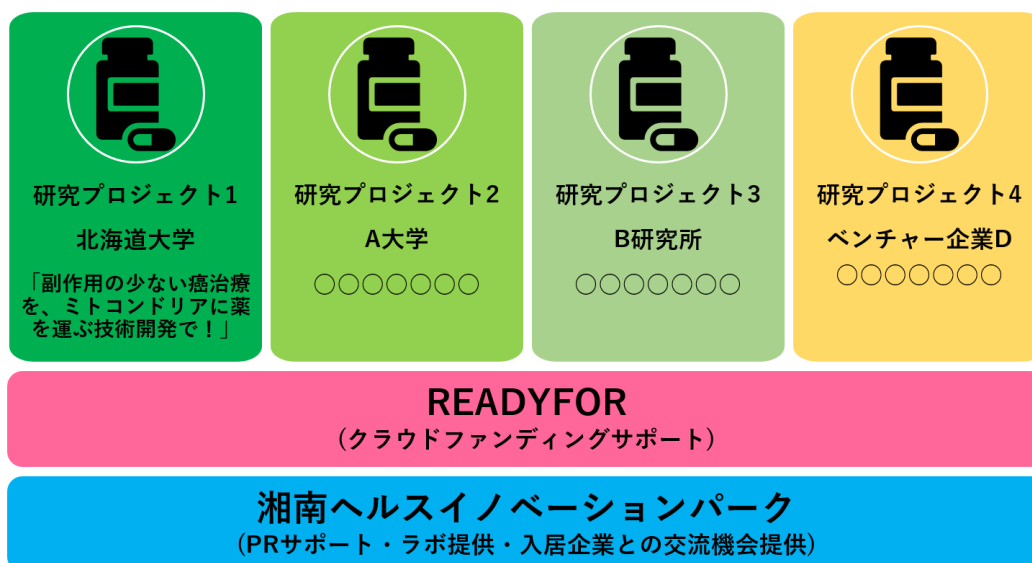 研究プロジェクト1
北海道大学
「副作用の少ない癌治療
を、ミトコンドリアに薬
を運ぶ技術開発で！」
研究プロジェクト2
A大学
〇〇〇〇〇〇〇
研究プロジェクト3
B研究所
〇〇〇〇〇〇〇
研究プロジェクト4
ベンチャー企業D
〇〇〇〇〇〇〇
READYFOR
(クラウドファンディングサポート)
湘南ヘルスイノベーションパーク
(PRサポート・ラボ提供・入居企業との交流機会提供)